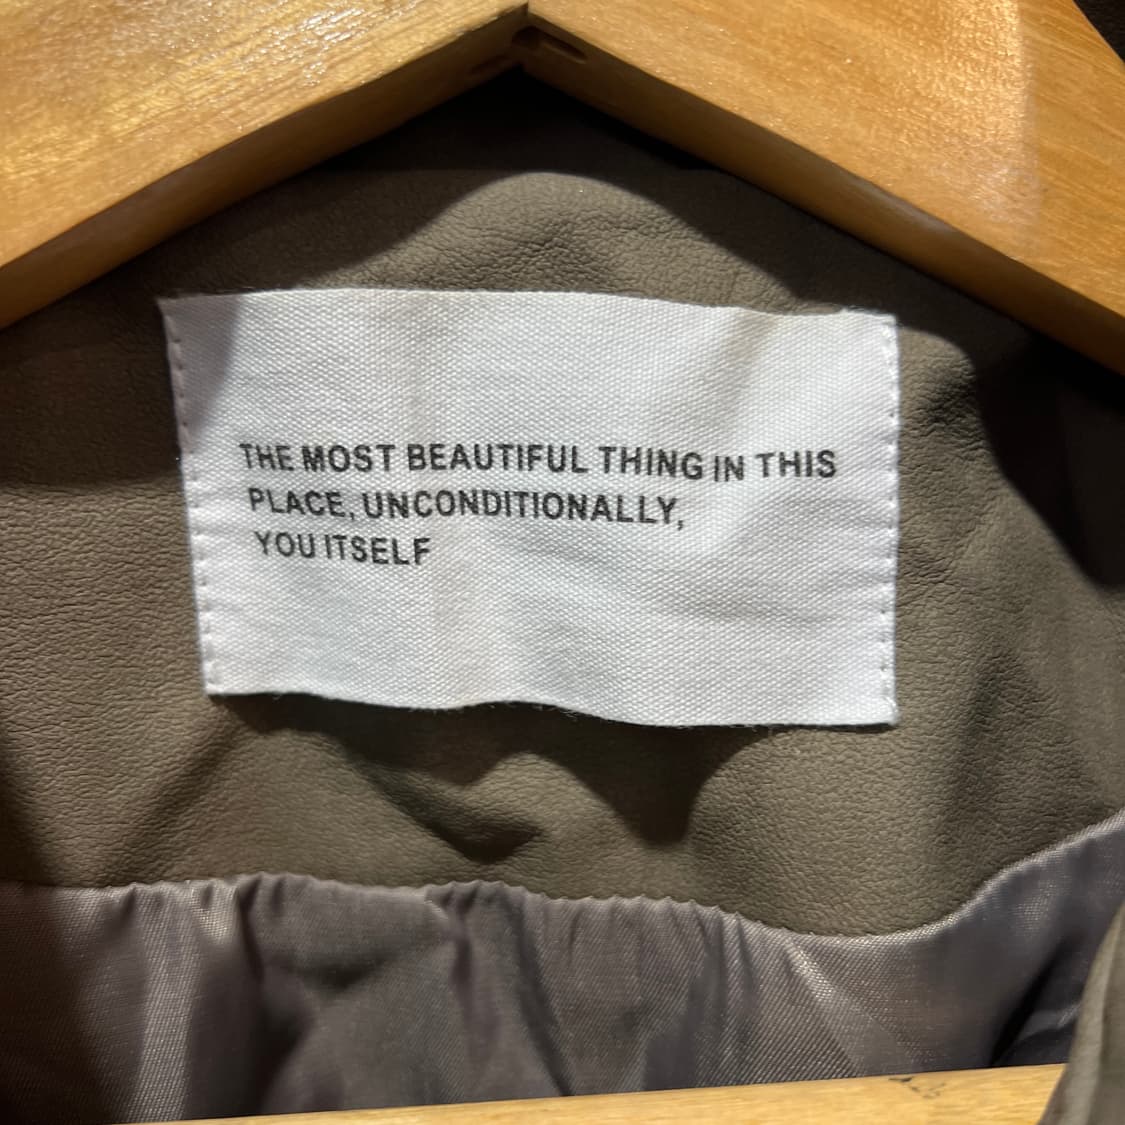 THE MOST BEAUTIFUL THING IN THIS
PLACE, UNCONDITIONALLY,
YOU ITSELF